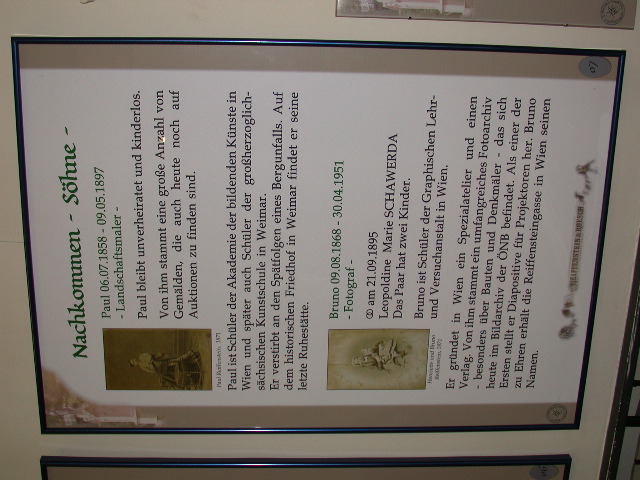 Nachkommen - Söhne -
Paul 06.07.1858 - 09.05.1897
- Landschaftsmaler -
Paul bleibt unverheiratet und kinderlos.
Von ihm stammt eine große Anzahl von
Gemälden, die auch heute noch auf
Auktionen zu finden sind.
Paul Reiffenstein, 1871
Paul ist Schüler der Akademie der bildenden Künste in
Wien und später auch Schüler der großherzoglich-
sächsischen Kunstschule in Weimar.
Er verstirbt an den Spätfolgen eines Bergunfalls. Auf
dem historischen Friedhof in Weimar findet er seine
letzte Ruhestätte.
Bruno 09.08.1868 - 30.04.1951
- Fotograf -
⚭ am 21.09.1895
Leopoldine Marie SCHAWERDA
Das Paar hat zwei Kinder.
Bruno ist Schüler der Graphischen Lehr-
und Versuchsanstalt in Wien.
Henriette und Bruno
Reiffenstein, 1871
Er gründet in Wien ein Spezialatelier und einen
Verlag. Von ihm stammt ein umfangreiches Fotoarchiv
- besonders über Bauten und Denkmäler - das sich
heute im Bildarchiv der ÖNB befindet. Als einer der
Ersten stellt er Diapositive für Projektoren her. Bruno
zu Ehren erhält die Reiffensteingasse in Wien seinen
Namen.
07